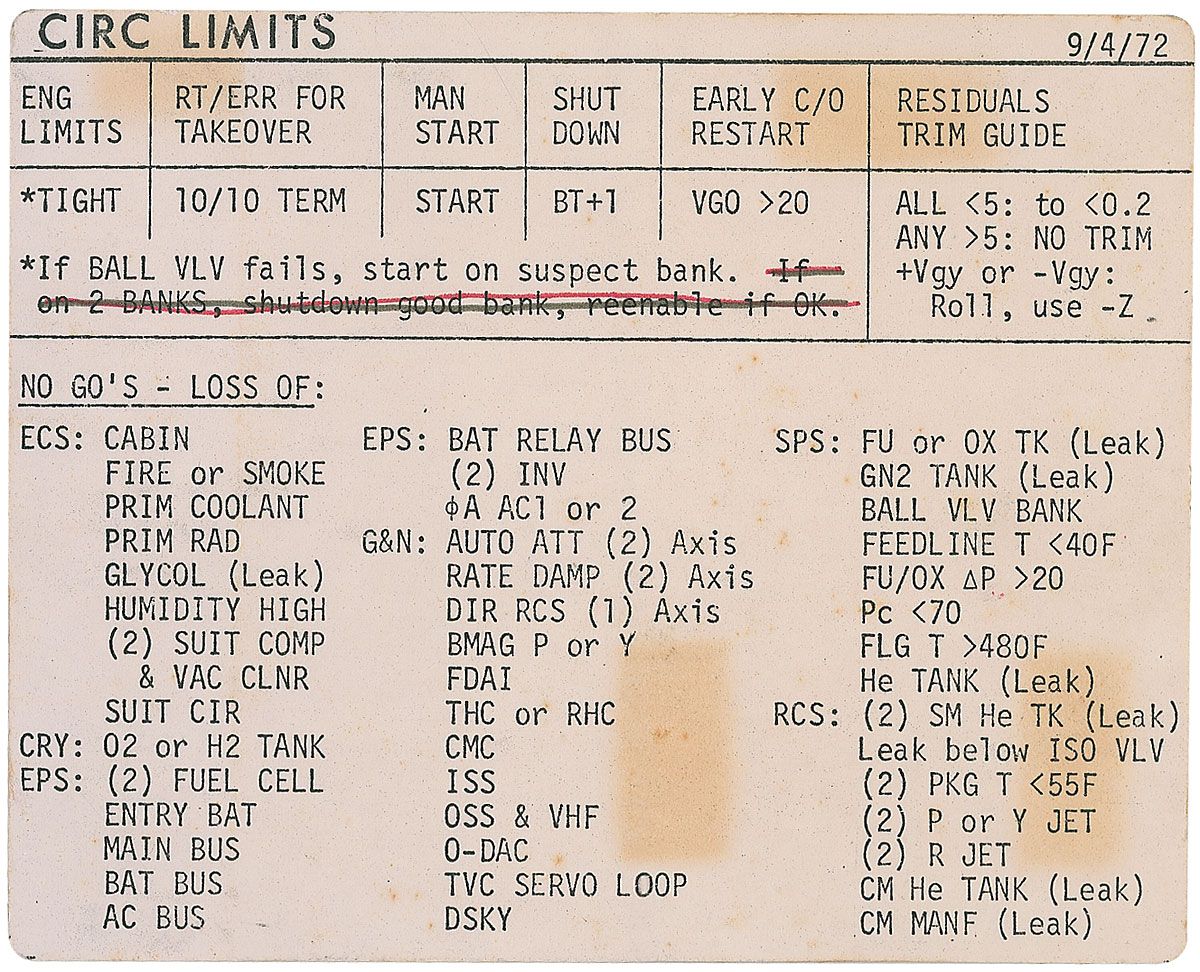 CIRC LIMITS
9/4/72
ENG LIMITS
RT/ERR FOR TAKEOVER
MAN START
SHUT DOWN
EARLY C/O RESTART
RESIDUALS TRIM GUIDE
*TIGHT
10/10 TERM
START
BT+1
VGO >20
ALL <5: to <0.2
ANY >5: NO TRIM
+Vgy or -Vgy:
Roll, use -Z
*If BALL VLV fails, start on suspect bank. If
on 2 BANKS, shutdown good bank, reenable if OK.
NO GO'S - LOSS OF:
ECS: CABIN
FIRE or SMOKE
PRIM COOLANT
PRIM RAD
GLYCOL (Leak)
HUMIDITY HIGH
(2) SUIT COMP
& VAC CLNR
SUIT CIR
CRY: O2 or H2 TANK
EPS: (2) FUEL CELL
ENTRY BAT
MAIN BUS
BAT BUS
AC BUS
EPS: BAT RELAY BUS
(2) INV
ϕA AC1 or 2
G&N: AUTO ATT (2) Axis
RATE DAMP (2) Axis
DIR RCS (1) Axis
BMAG P or Y
FDAI
THC or RHC
CMC
ISS
OSS & VHF
O-DAC
TVC SERVO LOOP
DSKY
SPS: FU or OX TK (Leak)
GN2 TANK (Leak)
BALL VLV BANK
FEEDLINE T <40F
FU/OX ΔP >20
Pc <70
FLG T >480F
He TANK (Leak)
RCS: (2) SM He TK (Leak)
Leak below ISO VLV
(2) PKG T <55F
(2) P or Y JET
(2) R JET
CM He TANK (Leak)
CM MANF (Leak)